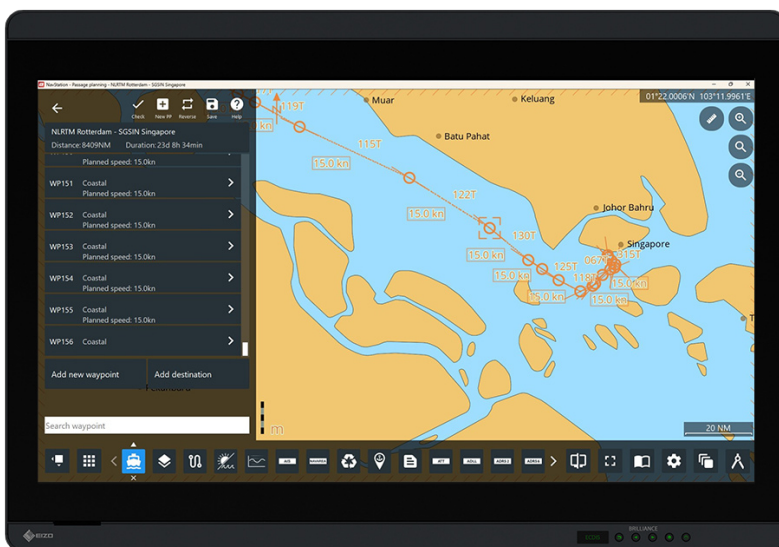 NavStation - Passage planning - NLRTM Rotterdam - SGSIN Singapore
Check New PP Reverse Save Help
NLRTM Rotterdam - SGSIN Singapore
Distance: 8409NM Duration: 23d 8h 34min
Planned speed: 15.0kn
WP151 Coastal
Planned speed: 15.0kn
WP152 Coastal
Planned speed: 15.0kn
WP153 Coastal
Planned speed: 15.0kn
WP154 Coastal
Planned speed: 15.0kn
WP155 Coastal
Planned speed: 15.0kn
WP156 Coastal
Add new waypoint Add destination
Search waypoint
01°22.0006'N 103°11.9961'E
Muar
Keluang
119T
N
kn
115T
Batu Pahat
15.0 kn
122T
15.0 kn
Johor Bahru
130T
Singapore
15.0 kn
067T
315T
15.0 kn
125T
118T
15.0 kn
15.0 kn
15.0 kn
m
20 NM
ATT
EIZO
BRILLIANCE